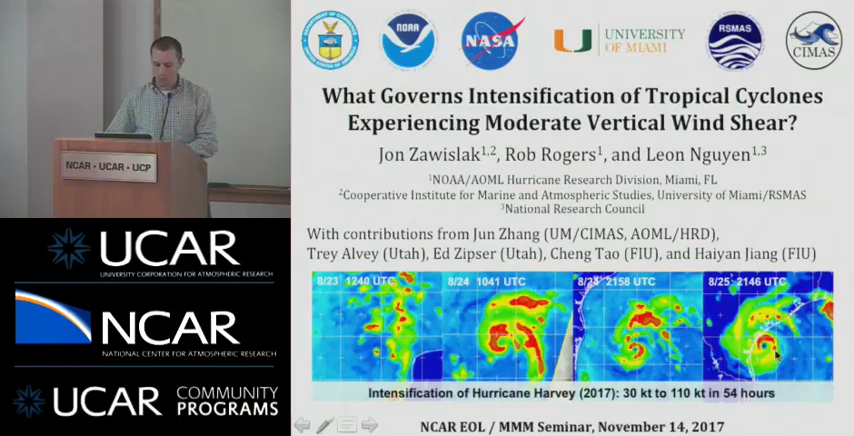 NCAR • UCAR • UCP
UCAR
UNIVERSITY CORPORATION FOR ATMOSPHERIC RESEARCH
NCAR
NATIONAL CENTER FOR ATMOSPHERIC RESEARCH
UCAR COMMUNITY PROGRAMS
NOAA
NASA
U
UNIVERSITY OF MIAMI
RSMAS
CIMAS
What Governs Intensification of Tropical Cyclones
Experiencing Moderate Vertical Wind Shear?
Jon Zawislak1,2, Rob Rogers1, and Leon Nguyen1,3
1NOAA/AOML Hurricane Research Division, Miami, FL
2Cooperative Institute for Marine and Atmospheric Studies, University of Miami/RSMAS
3National Research Council
With contributions from Jun Zhang (UM/CIMAS, AOML/HRD),
Trey Alvey (Utah), Ed Zipser (Utah), Cheng Tao (FIU), and Haiyan Jiang (FIU)
8/23 1240 UTC 8/24 1041 UTC 2158 UTC 8/25 2146 UTC
Intensification of Hurricane Harvey (2017): 30 kt to 110 kt in 54 hours
NCAR EOL / MMM Seminar, November 14, 2017